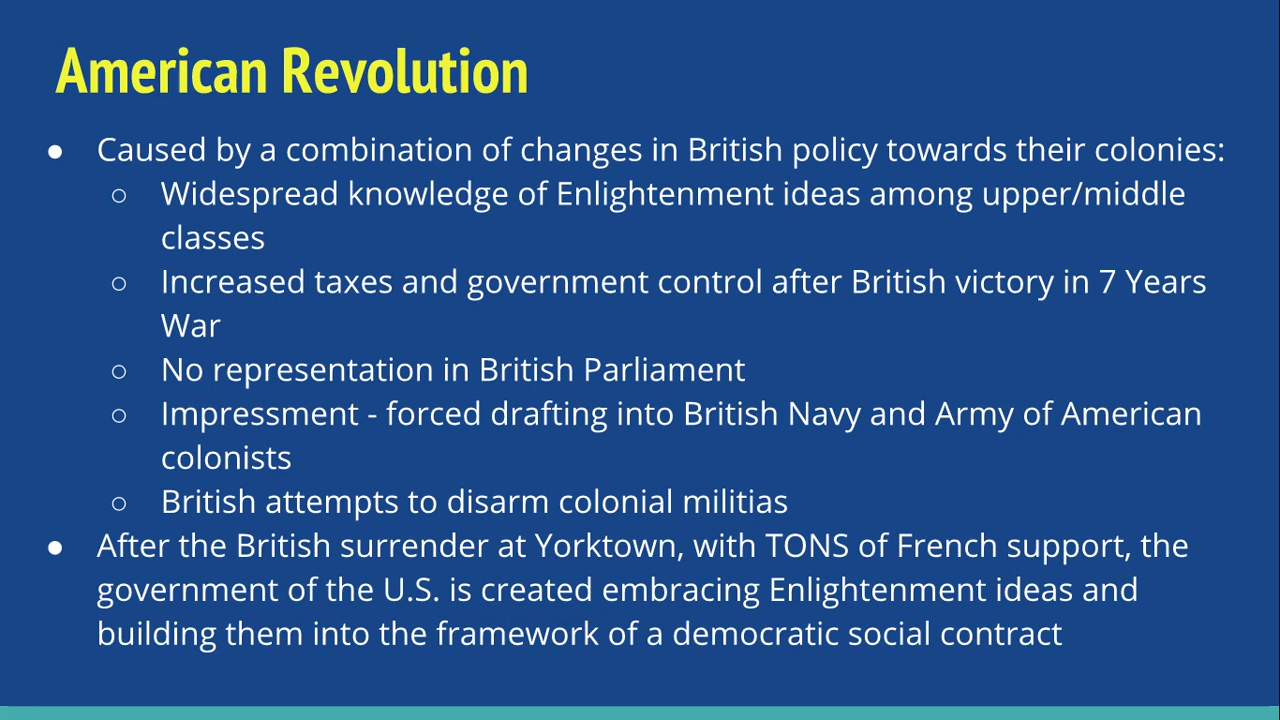 American Revolution
● Caused by a combination of changes in British policy towards their colonies:
○ Widespread knowledge of Enlightenment ideas among upper/middle
classes
○ Increased taxes and government control after British victory in 7 Years
War
○ No representation in British Parliament
○ Impressment - forced drafting into British Navy and Army of American
colonists
○ British attempts to disarm colonial militias
● After the British surrender at Yorktown, with TONS of French support, the
government of the U.S. is created embracing Enlightenment ideas and
building them into the framework of a democratic social contract